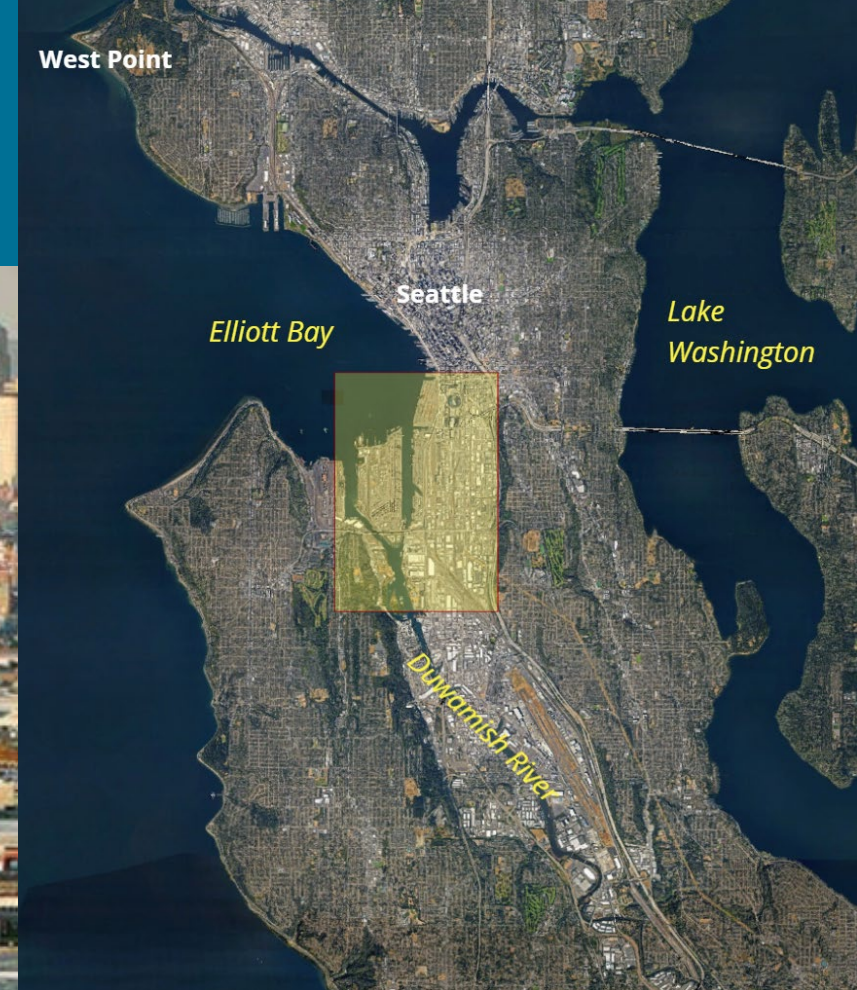 West Point
Seattle
Elliott Bay
Lake
Washington
Duwamish River